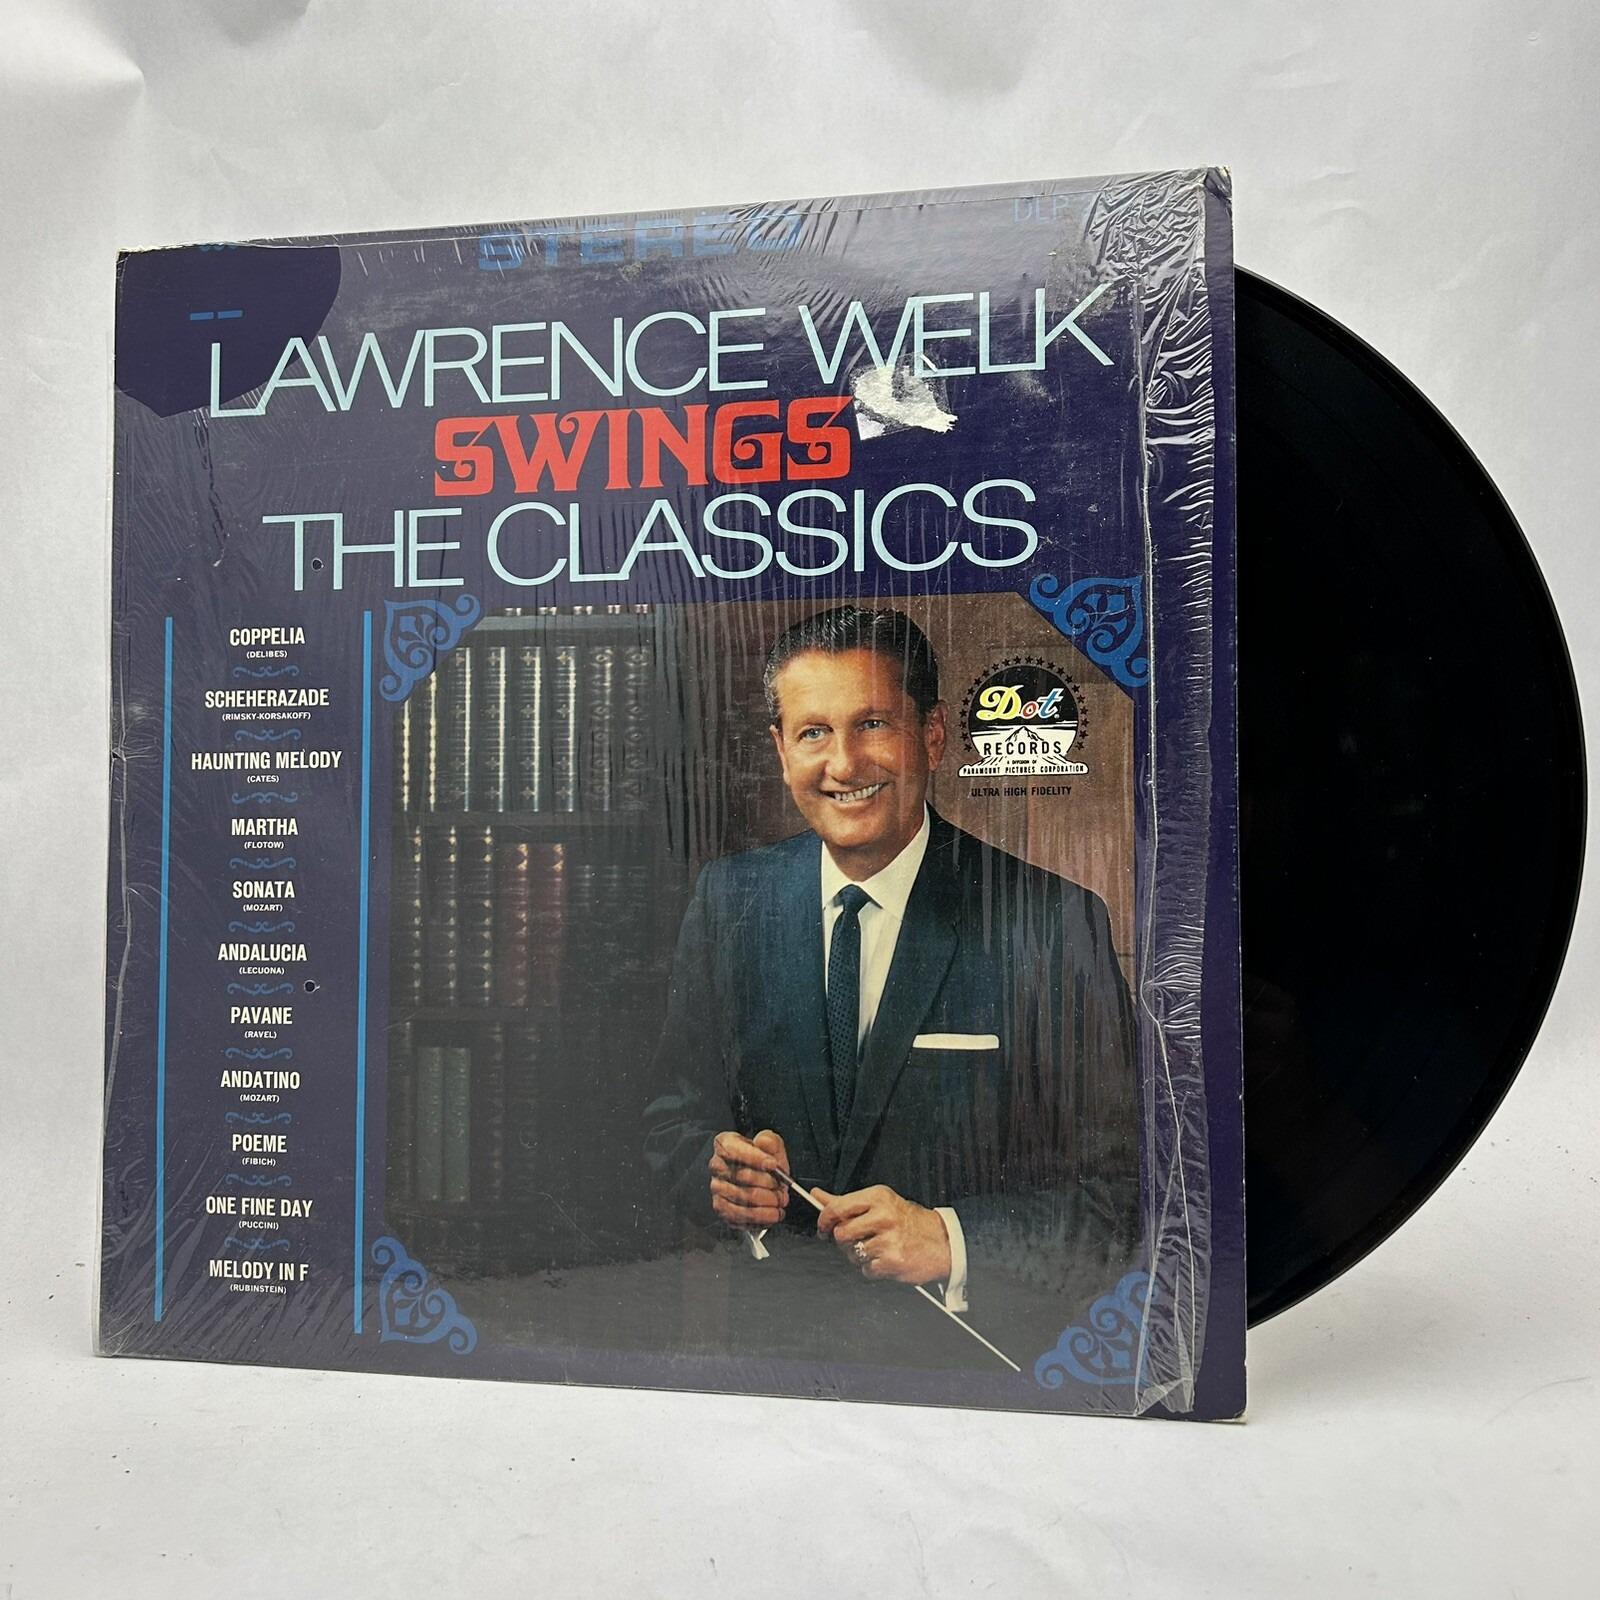 STEREO
DLP
LAWRENCE WELK
SWINGS
THE CLASSICS
COPPELIA
(DELIBES)
SCHEHERAZADE
(RIMSKY-KORSAKOFF)
HAUNTING MELODY
(CATES)
MARTHA
(FLOTOW)
SONATA
(MOZART)
ANDALUCIA
(LECUONA)
PAVANE
(RAVEL)
ANDATINO
(MOZART)
POEME
(FIBICH)
ONE FINE DAY
(PUCCINI)
MELODY IN F
(RUBINSTEIN)
Dot
RECORDS
A DIVISION OF
PARAMOUNT PICTURES CORPORATION
ULTRA HIGH FIDELITY